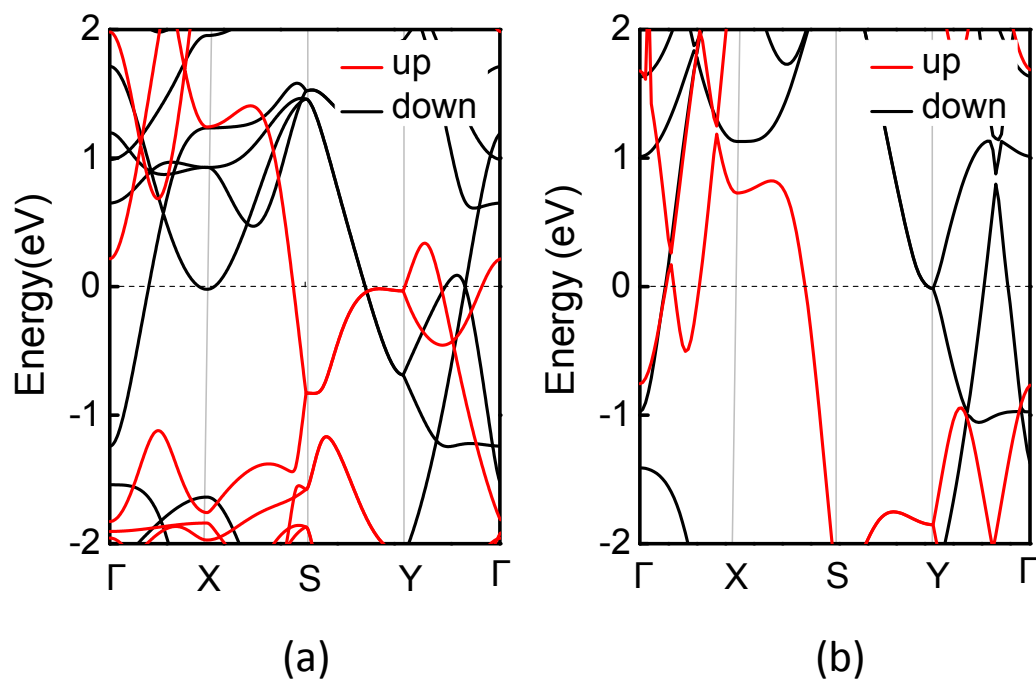 2
1
0
-1
-2
Energy(eV)
up
down
Γ X S Y Γ
(a)
2
1
0
-1
-2
Energy (eV)
up
down
Γ X S Y Γ
(b)